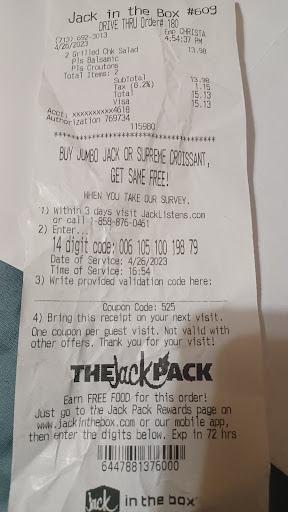 Jack in the Box #609
DRIVE THRU Order# 180
(713) 692-3013 Emp CHRISTA
4/26/2023 4:54:37 PM
2 Grilled Chk Salad 13.98
Pls Balsamic
Pls Croutons
Total Items: 2
SubTotal 13.98
Tax (8.2%) 1.15
Total 15.13
Visa 15.13
Acct: xxxxxxxxxx4618
Authorization 769734
115980
BUY JUMBO JACK OR SUPREME CROISSANT,
GET SAME FREE!
WHEN YOU TAKE OUR SURVEY.
1) Within 3 days visit JackListens.com
or call 1-858-876-0461
2) Enter...
14 digit code: 006 105 100 198 79
Date of Service: 4/26/2023
Time of Service: 16:54
3) Write provided validation code here:
Coupon Code: 525
4) Bring this receipt on your next visit.
One coupon per guest visit. Not valid with
other offers. Thank you for your visit!
THE Jack PACK
Earn FREE FOOD for this order!
Just go to the Jack Pack Rewards page on
www.jackinthebox.com or our mobile app,
then enter the digits below. Exp in 72 hrs
6447881376000
Jack in the box